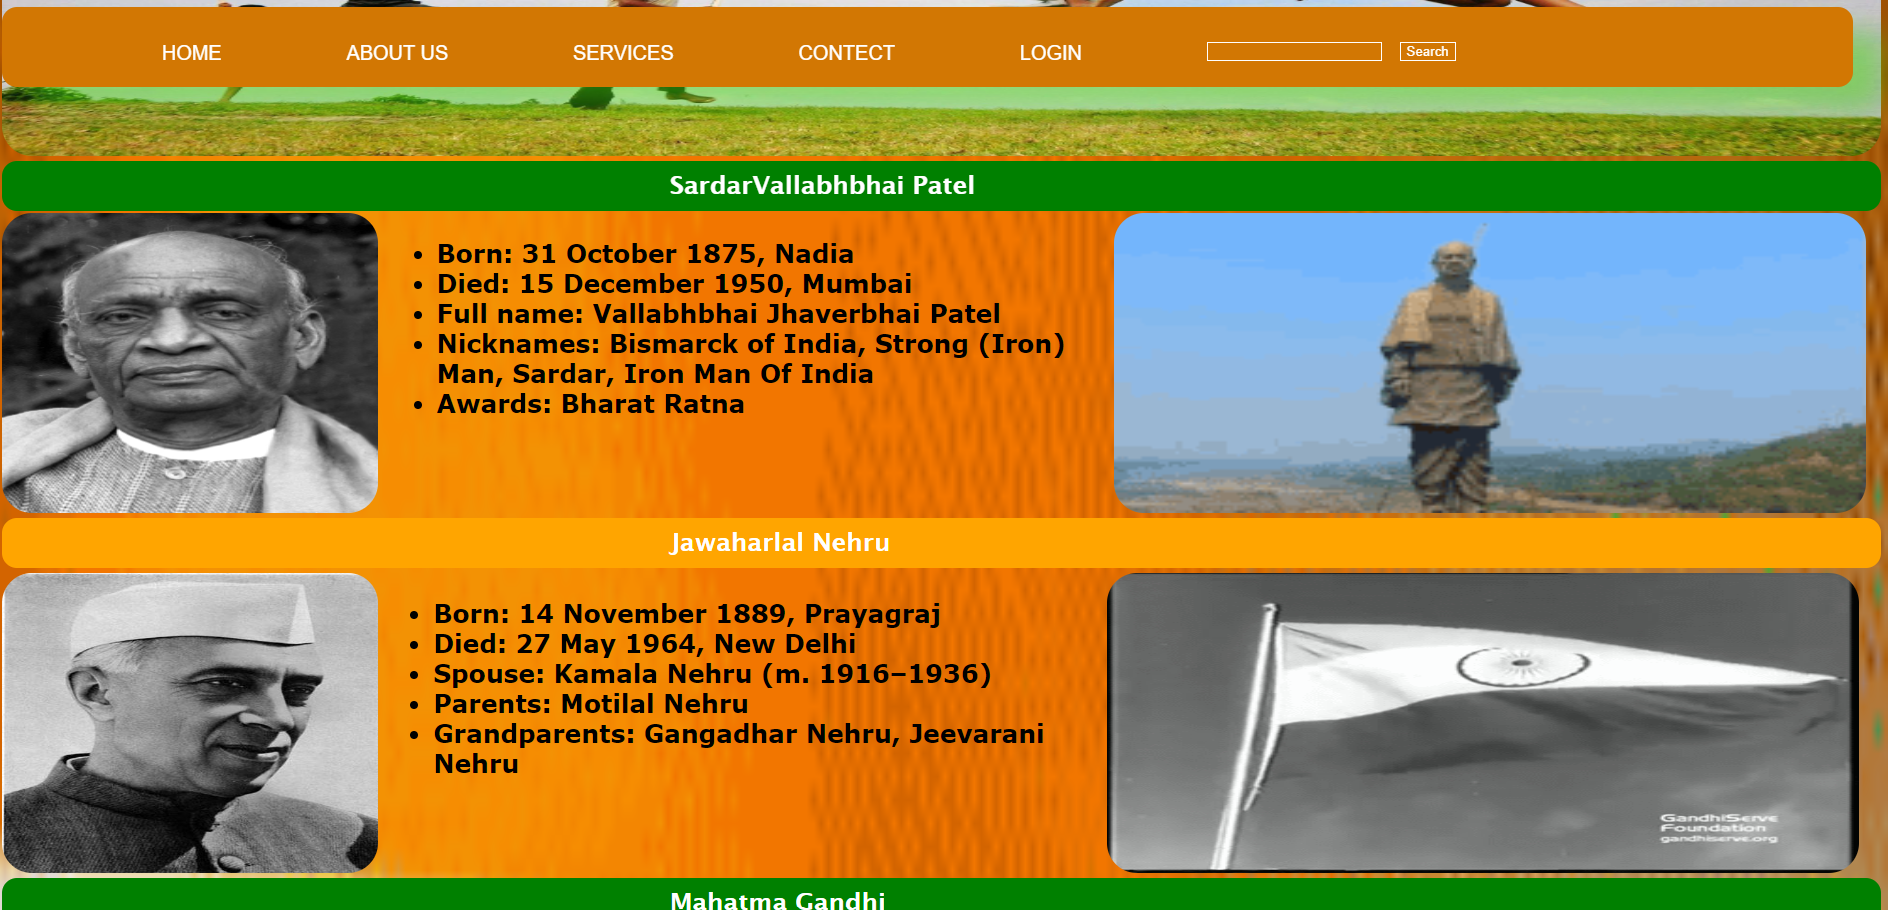 HOME ABOUT US SERVICES CONTECT LOGIN Search
SardarVallabhbhai Patel
Born: 31 October 1875, Nadia
Died: 15 December 1950, Mumbai
Full name: Vallabhbhai Jhaverbhai Patel
Nicknames: Bismarck of India, Strong (Iron)
Man, Sardar, Iron Man Of India
Awards: Bharat Ratna
Jawaharlal Nehru
Born: 14 November 1889, Prayagraj
Died: 27 May 1964, New Delhi
Spouse: Kamala Nehru (m. 1916–1936)
Parents: Motilal Nehru
Grandparents: Gangadhar Nehru, Jeevarani
Nehru
GandhiServe
Foundation
gandhiserve.org
Mahatma Gandhi